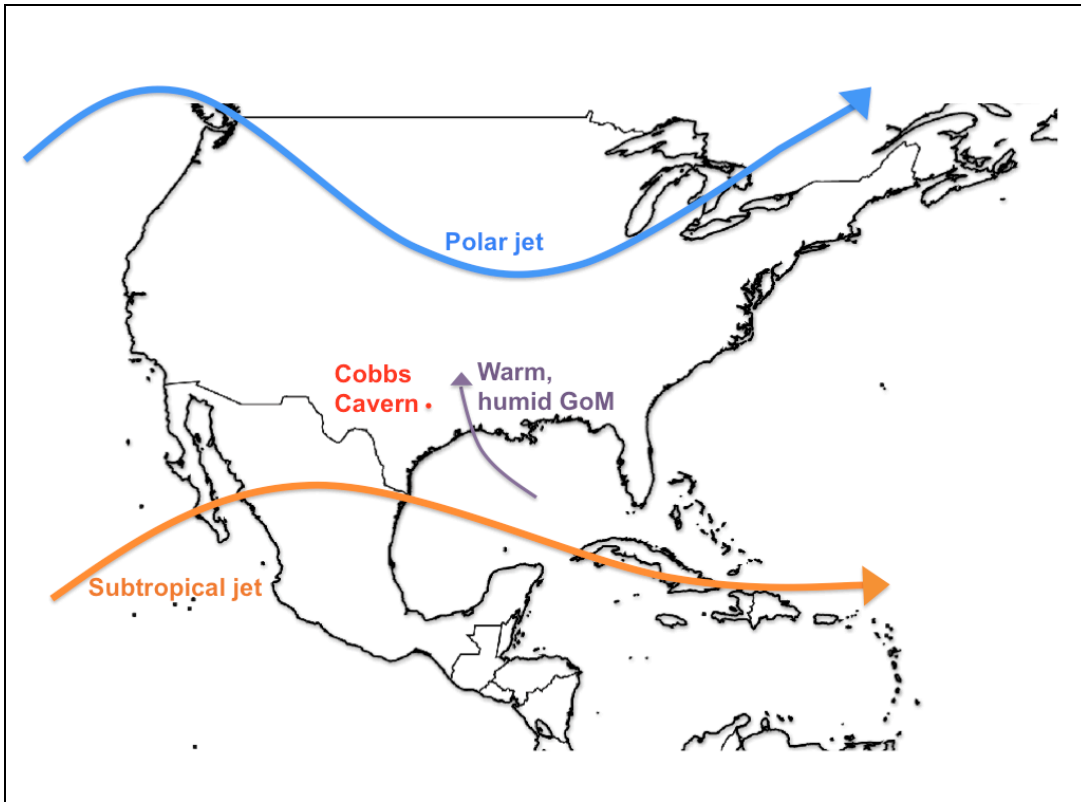 Polar jet
Cobbs
Cavern
Warm,
humid GoM
Subtropical jet